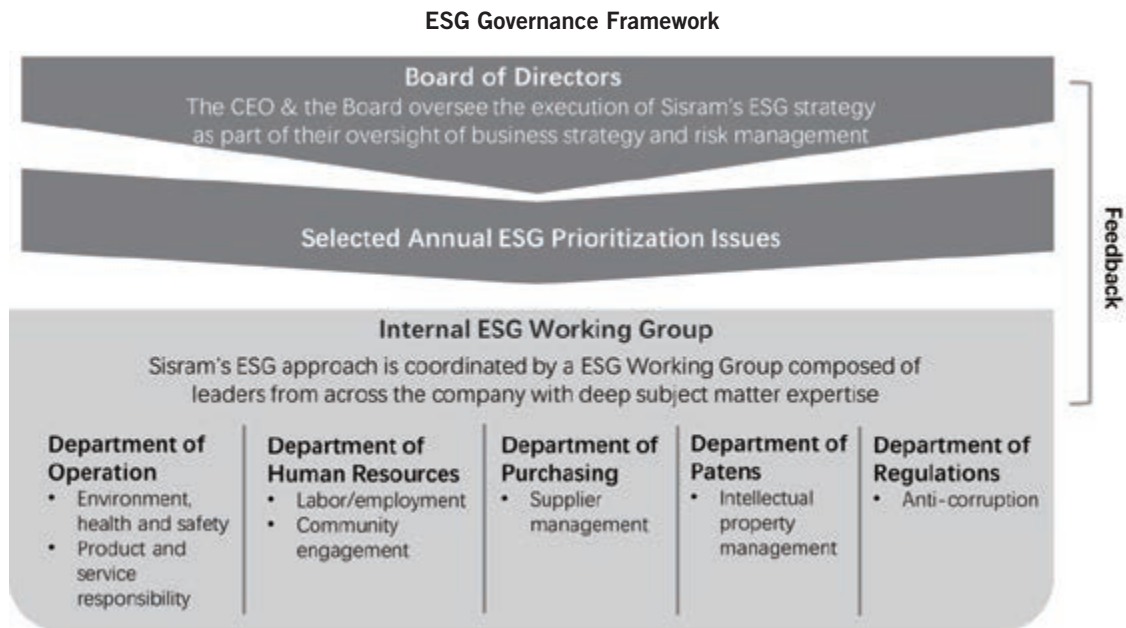 ESG Governance Framework
Board of Directors
The CEO & the Board oversee the execution of Sisram's ESG strategy
as part of their oversight of business strategy and risk management
Selected Annual ESG Prioritization Issues
Feedback
Internal ESG Working Group
Sisram's ESG approach is coordinated by a ESG Working Group composed of
leaders from across the company with deep subject matter expertise
Department of
Operation
• Environment,
health and safety
• Product and
service
responsibility
Department of
Human Resources
• Labor/employment
• Community
engagement
Department of
Purchasing
• Supplier
management
Department of
Patens
• Intellectual
property
management
Department of
Regulations
• Anti-corruption